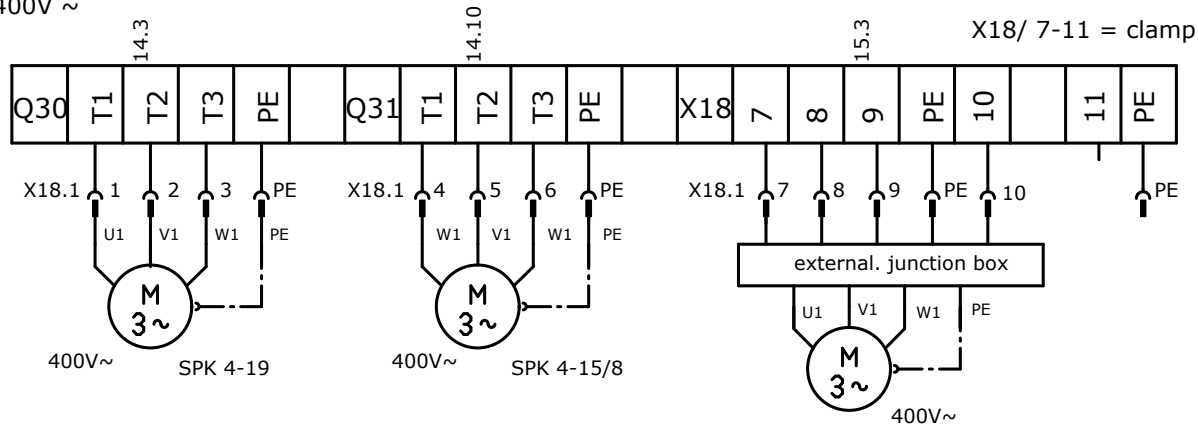 400V ~
14.3
14.10
15.3
X18/ 7-11 = clamp
Q30 T1 T2 T3 PE Q31 T1 T2 T3 PE X18 7 8 9 PE 10 11 PE
X18.1 1 2 3 PE X18.1 4 5 6 PE X18.1 7 8 9 PE 10 PE
U1 V1 W1 PE W1 V1 W1 PE
external. junction box
M
3~
M
3~
U1 V1 W1 PE
400V~ SPK 4-19 400V~ SPK 4-15/8
M
3~
400V~